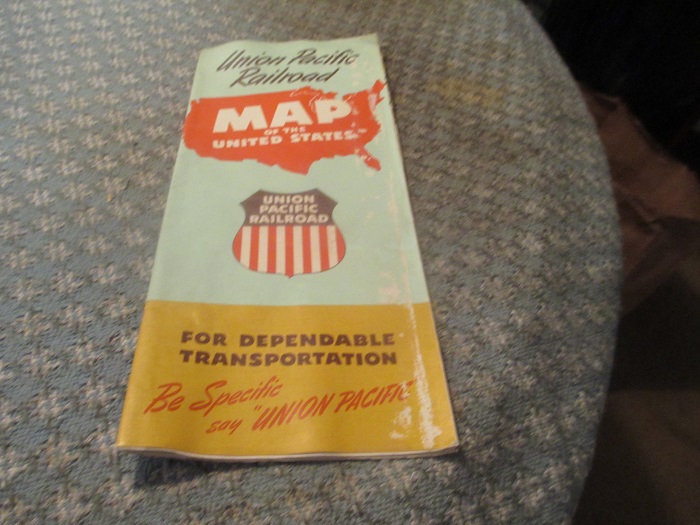 Union Pacific
Railroad
MAP
OF THE
UNITED STATES
UNION
PACIFIC
RAILROAD
FOR DEPENDABLE
TRANSPORTATION
Be Specific
say "UNION PACIFIC"